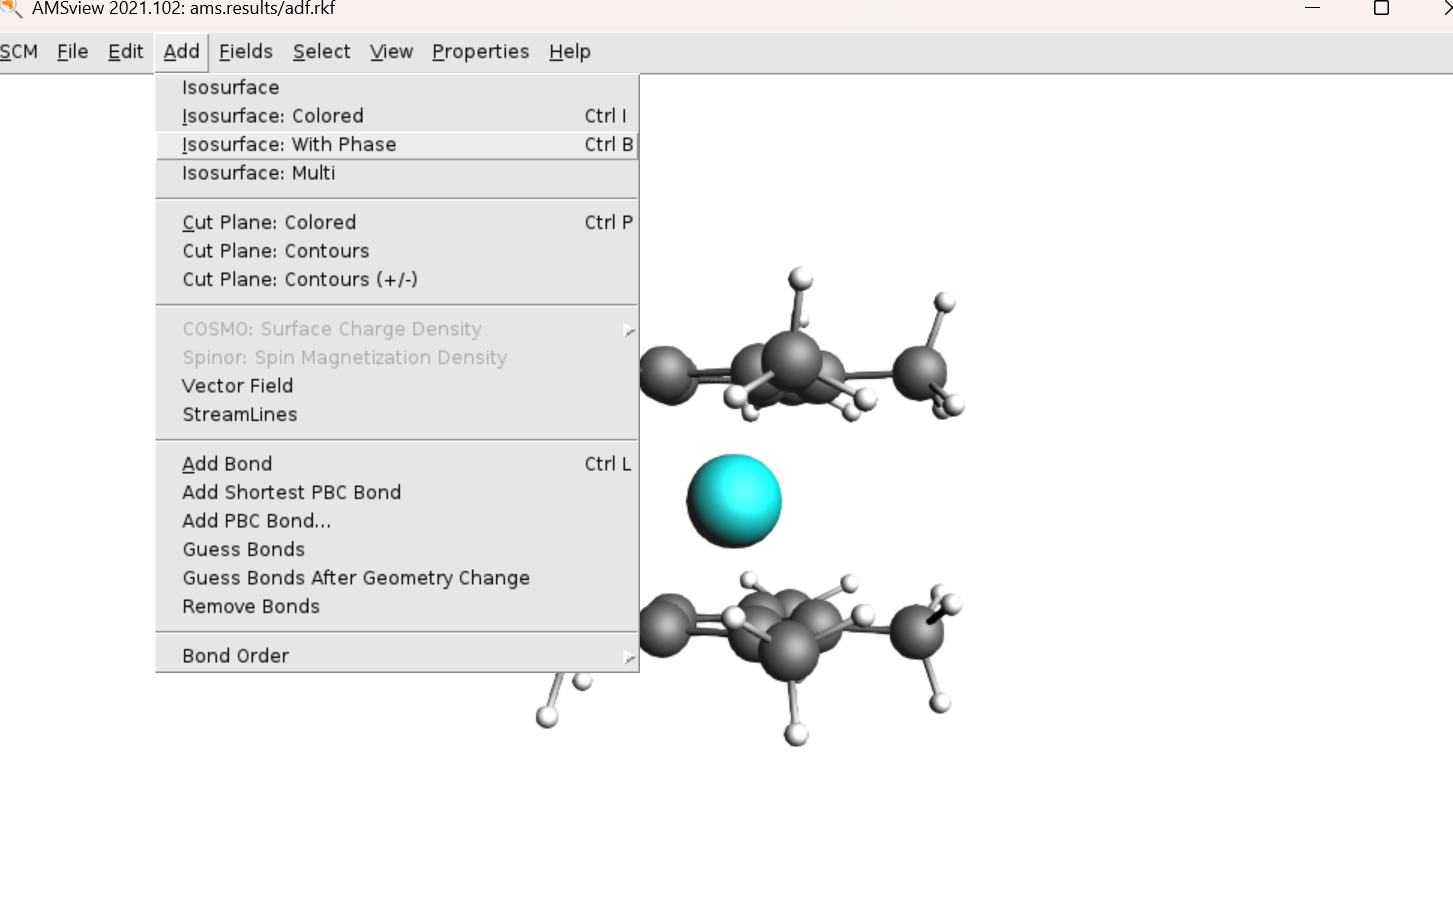 AMSview 2021.102: ams.results/adf.rkf
SCM File Edit Add Fields Select View Properties Help
Isosurface
Isosurface: Colored Ctrl I
Isosurface: With Phase Ctrl B
Isosurface: Multi
Cut Plane: Colored Ctrl P
Cut Plane: Contours
Cut Plane: Contours (+/-)
COSMO: Surface Charge Density
Spinor: Spin Magnetization Density
Vector Field
StreamLines
Add Bond Ctrl L
Add Shortest PBC Bond
Add PBC Bond...
Guess Bonds
Guess Bonds After Geometry Change
Remove Bonds
Bond Order